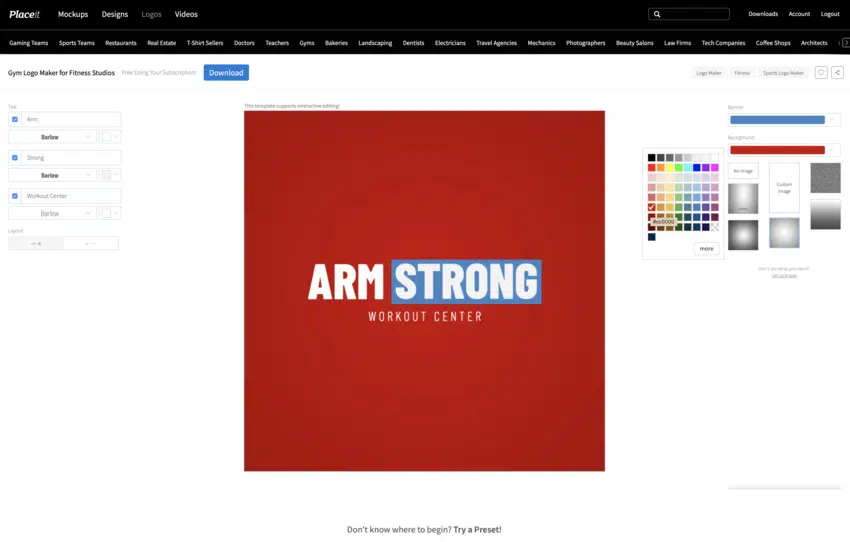 Placeit
Mockups Designs Logos Videos
Downloads Account Logout
Gaming Teams Sports Teams Restaurants Real Estate T-Shirt Sellers Doctors Teachers Gyms Bakeries Landscaping Dentists Electricians Travel Agencies Mechanics Photographers Beauty Salons Law Firms Tech Companies Coffee Shops Architects
Gym Logo Maker for Fitness Studios Free Using Your Subscription! Download
Logo Maker Fitness Sports Logo Maker
Text
Arm
Barlow
Strong
Barlow
Workout Center
Barlow
Layout
This template supports interactive editing!
ARM STRONG
WORKOUT CENTER
#cc0000
more
Banner
Background
No Image
Custom
Image
Don't see what you need?
Let us know!
Don't know where to begin? Try a Preset!